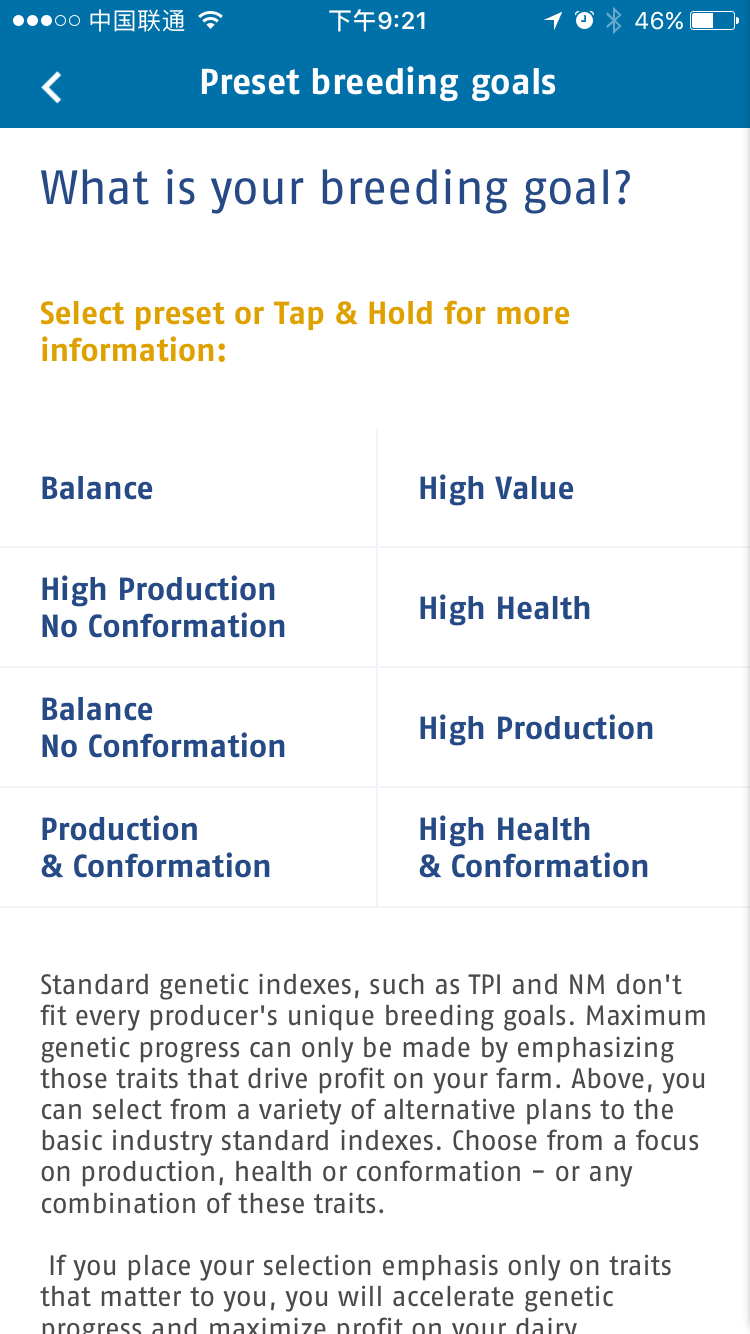 中国联通 下午9:21 46%
Preset breeding goals
What is your breeding goal?
Select preset or Tap & Hold for more
information:
Balance
High Value
High Production
No Conformation
High Health
Balance
No Conformation
High Production
Production
& Conformation
High Health
& Conformation
Standard genetic indexes, such as TPI and NM don't
fit every producer's unique breeding goals. Maximum
genetic progress can only be made by emphasizing
those traits that drive profit on your farm. Above, you
can select from a variety of alternative plans to the
basic industry standard indexes. Choose from a focus
on production, health or conformation – or any
combination of these traits.
If you place your selection emphasis only on traits
that matter to you, you will accelerate genetic
progress and maximize profit on your dairy